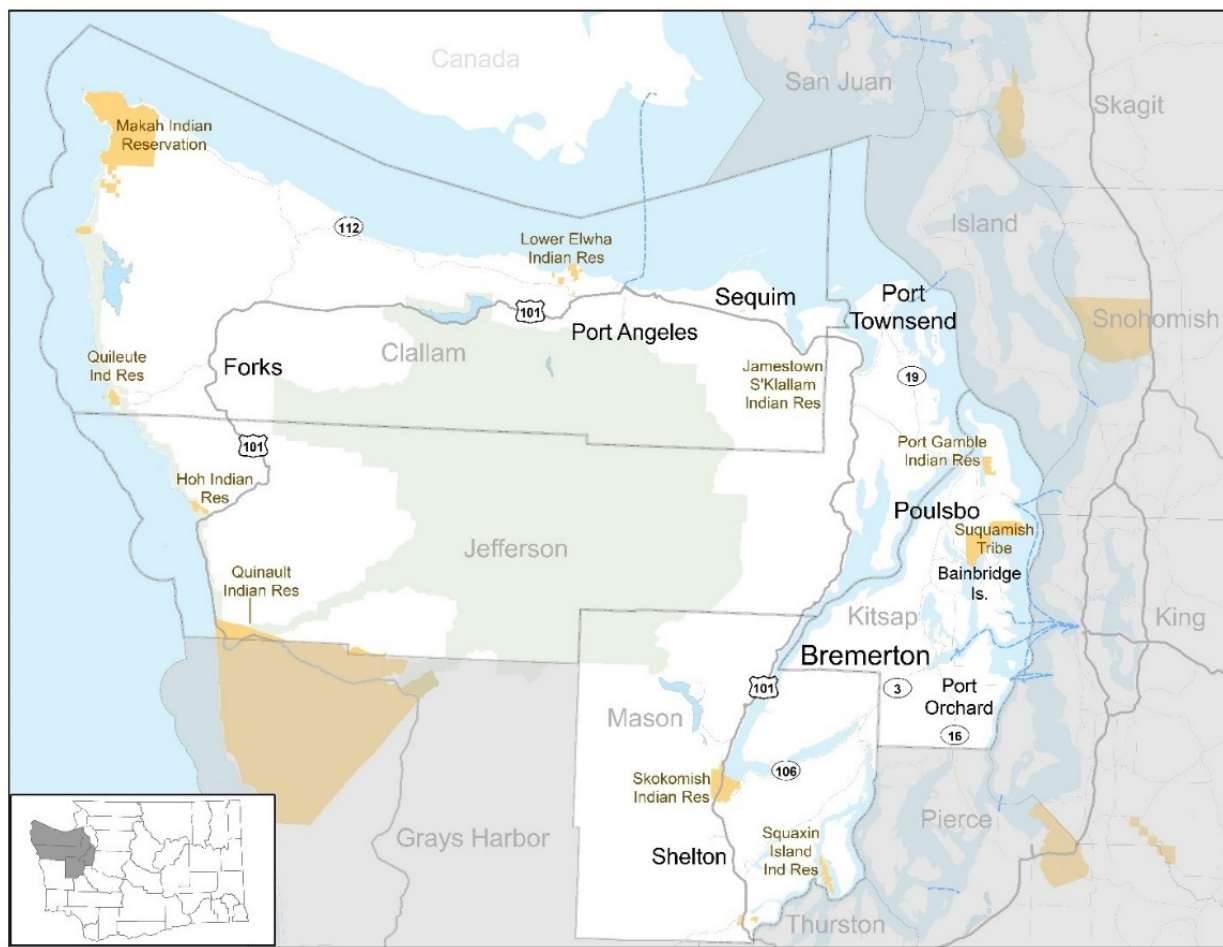 Canada
San Juan
Skagit
Makah Indian
Reservation
Island
112
Lower Elwha
Indian Res
Sequim
Port
Townsend
Snohomish
101
Port Angeles
Clallam
Quileute
Ind Res
Forks
Jamestown
S'Klallam
Indian Res
19
101
Port Gamble
Indian Res
Hoh Indian
Res
Poulsbo
Suquamish
Tribe
Jefferson
Bainbridge
Is.
Quinault
Indian Res
Kitsap
King
Bremerton
101
3
Port
Orchard
Mason
16
Skokomish
Indian Res
106
Pierce
Grays Harbor
Shelton
Squaxin
Island
Ind Res
Thurston